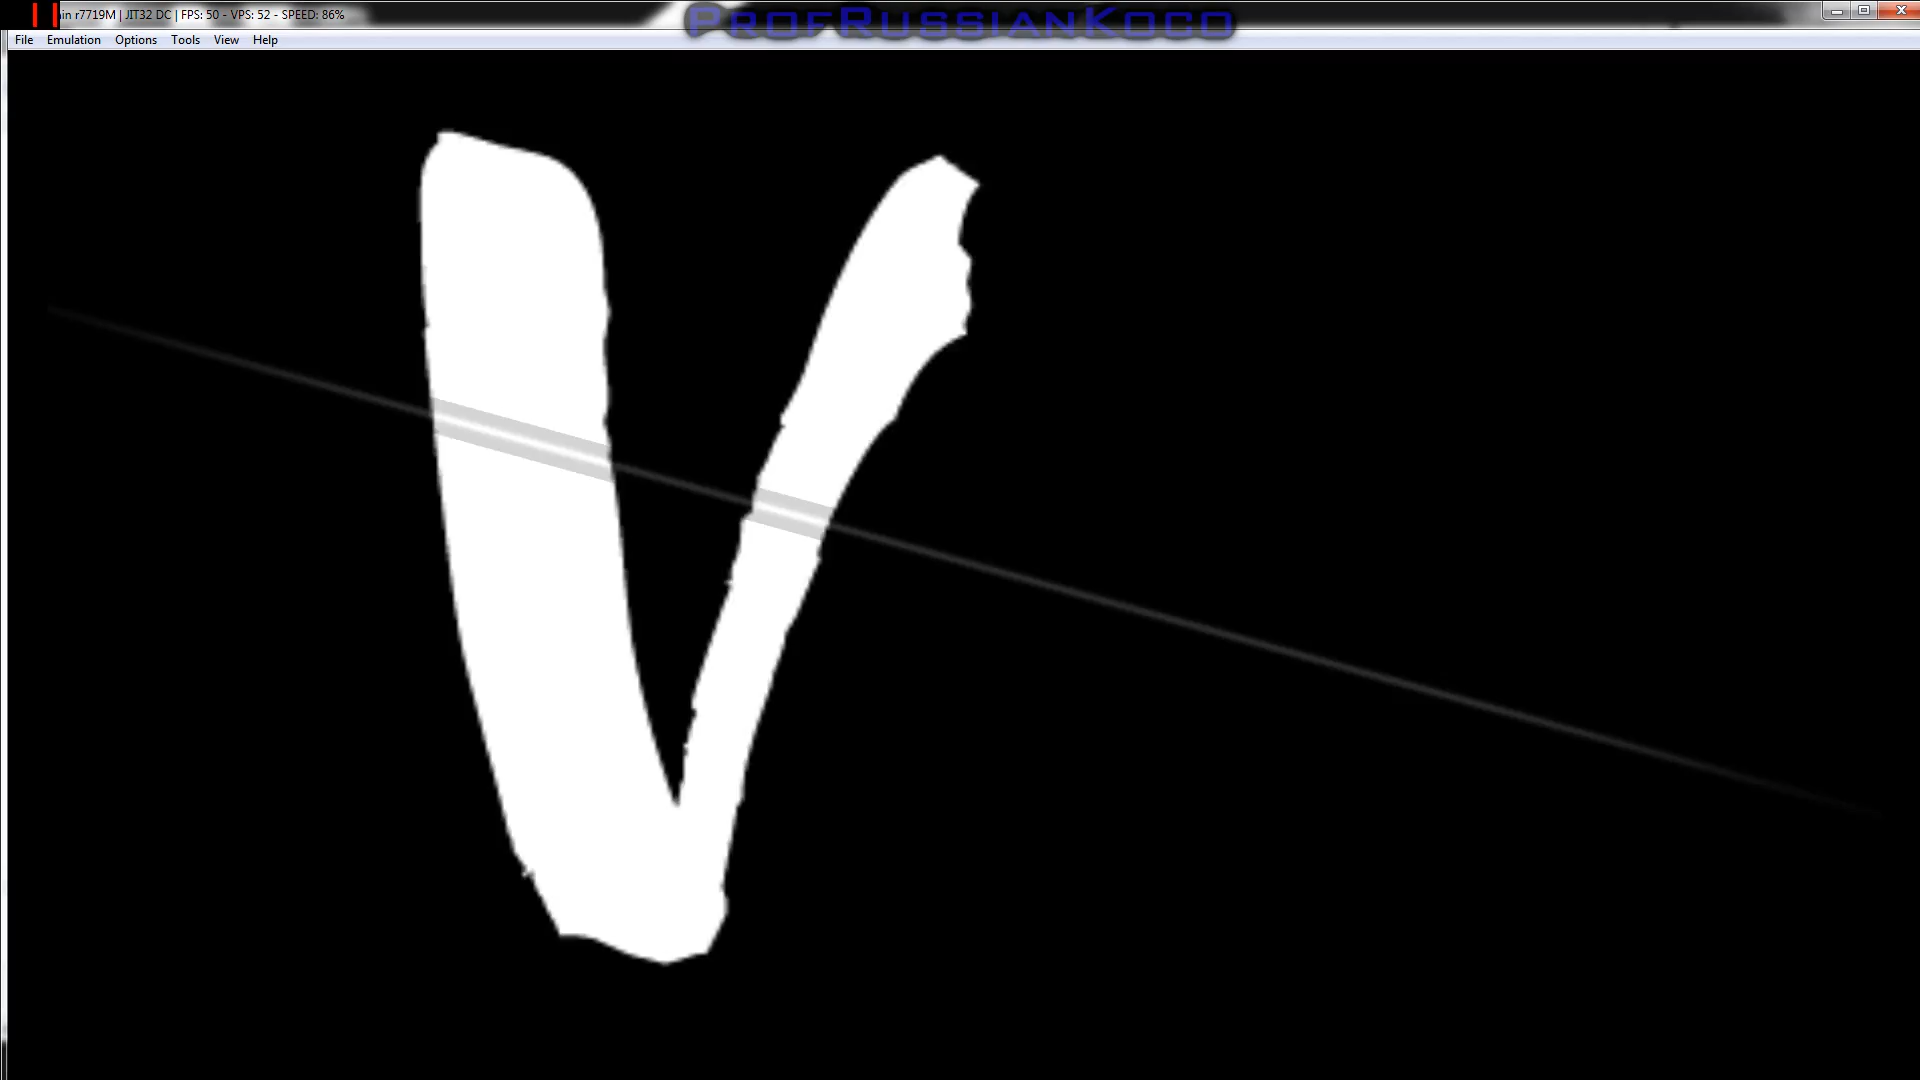 in r7719M | JIT32 DC | FPS: 50 - VPS: 52 - SPEED: 86%
ProfRussianKoco
File Emulation Options Tools View Help
V